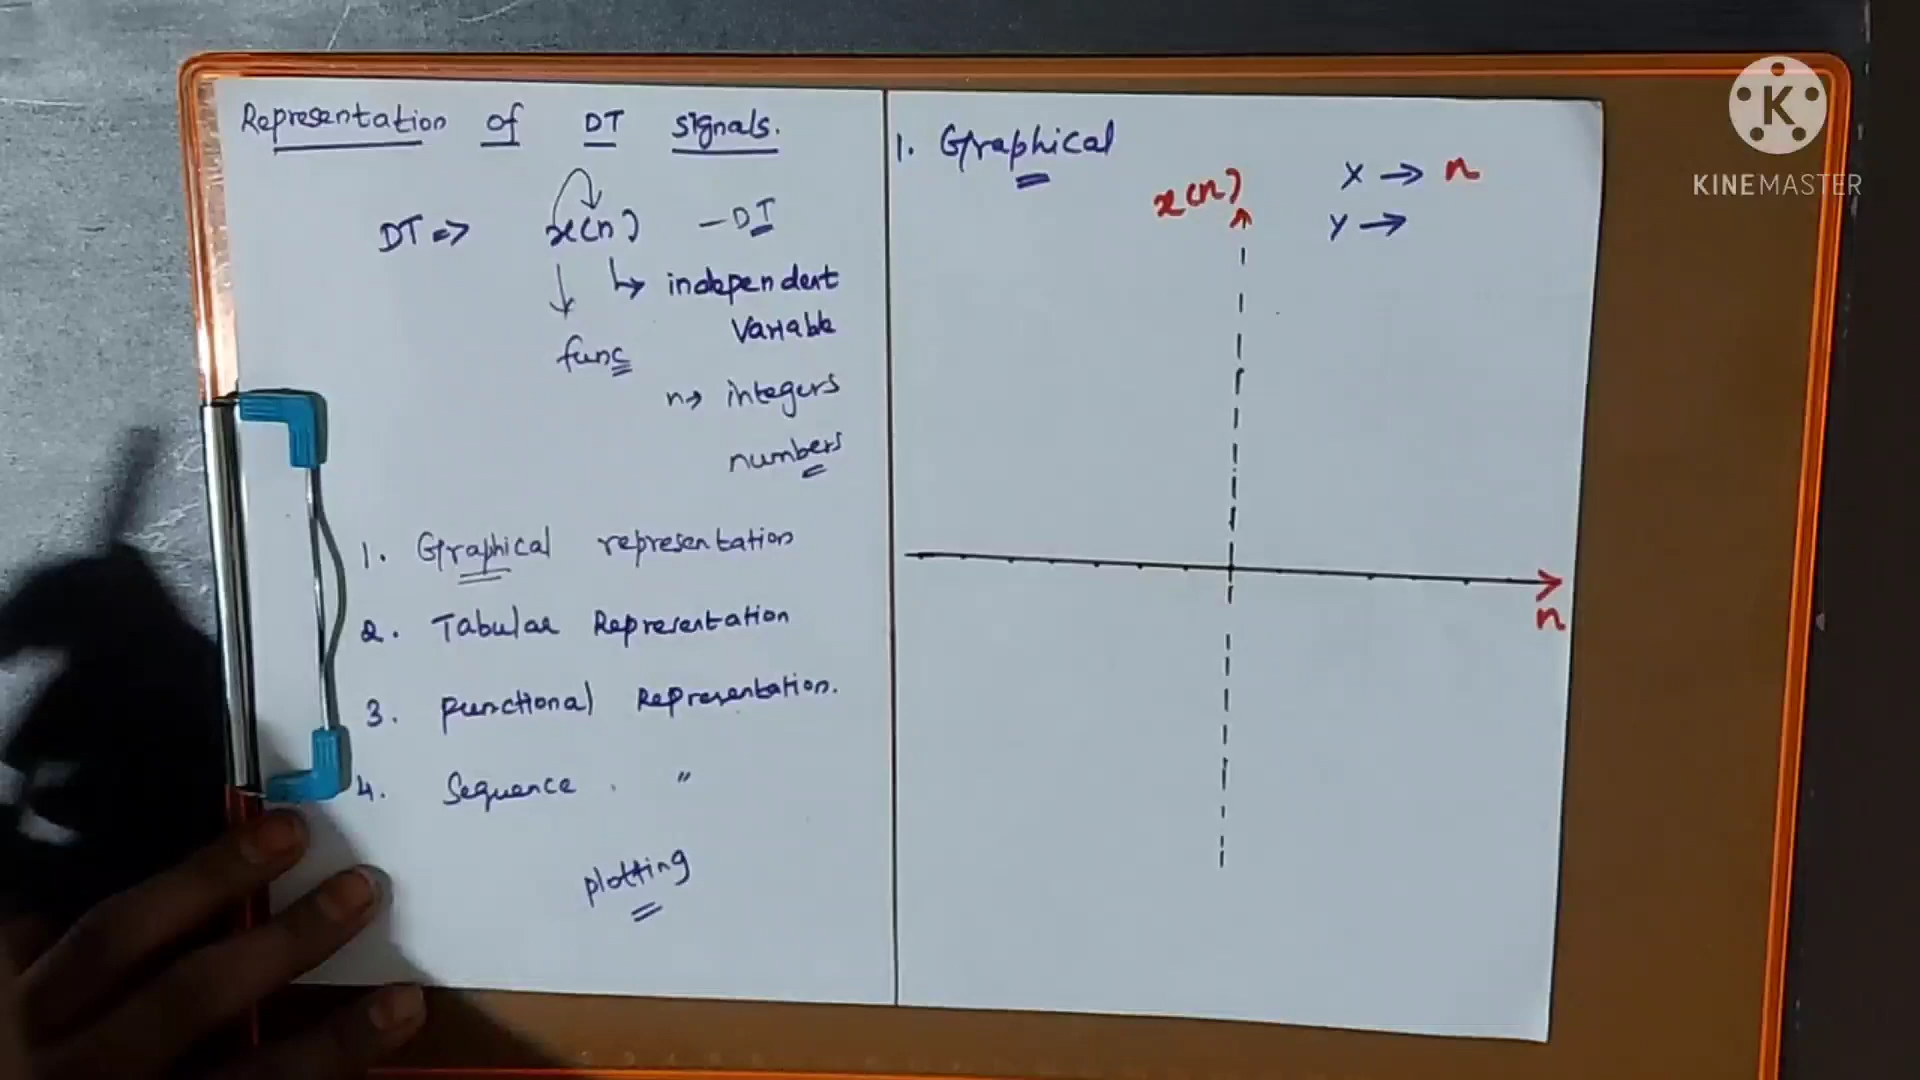 Representation of DT signals.
DT => x(n) - DT
independent
variable
func
n→ integers
numbers
1. Graphical representation
2. Tabular Representation
3. Functional Representation.
4. Sequence "
plotting
1. Graphical
x(n)
X → n
Y →
n
K
KINEMASTER